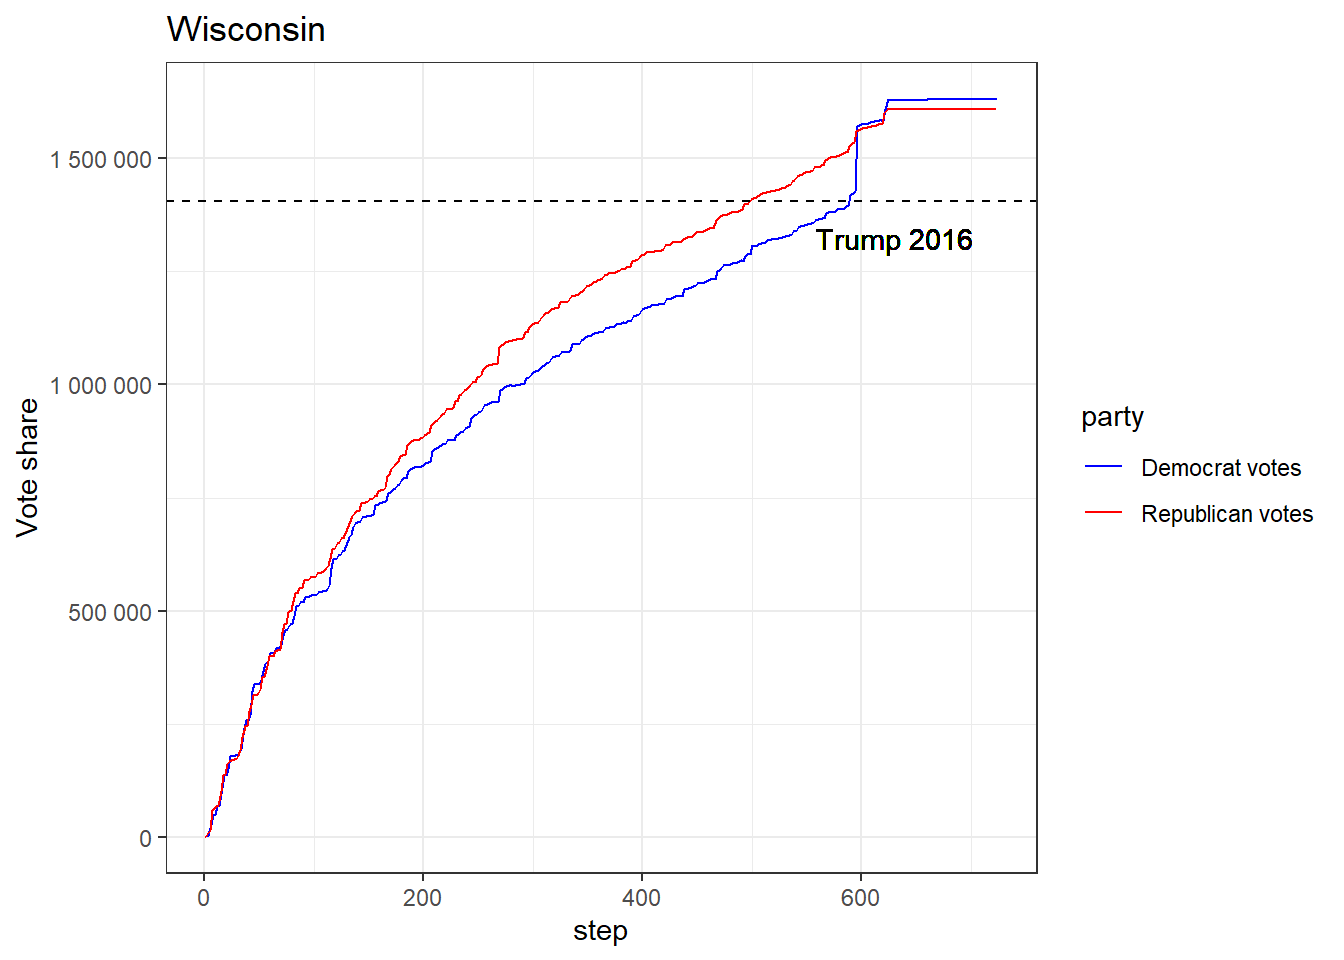 Wisconsin
1 500 000
1 000 000
500 000
0
Vote share
Trump 2016
0 200 400 600
step
party
Democrat votes
Republican votes